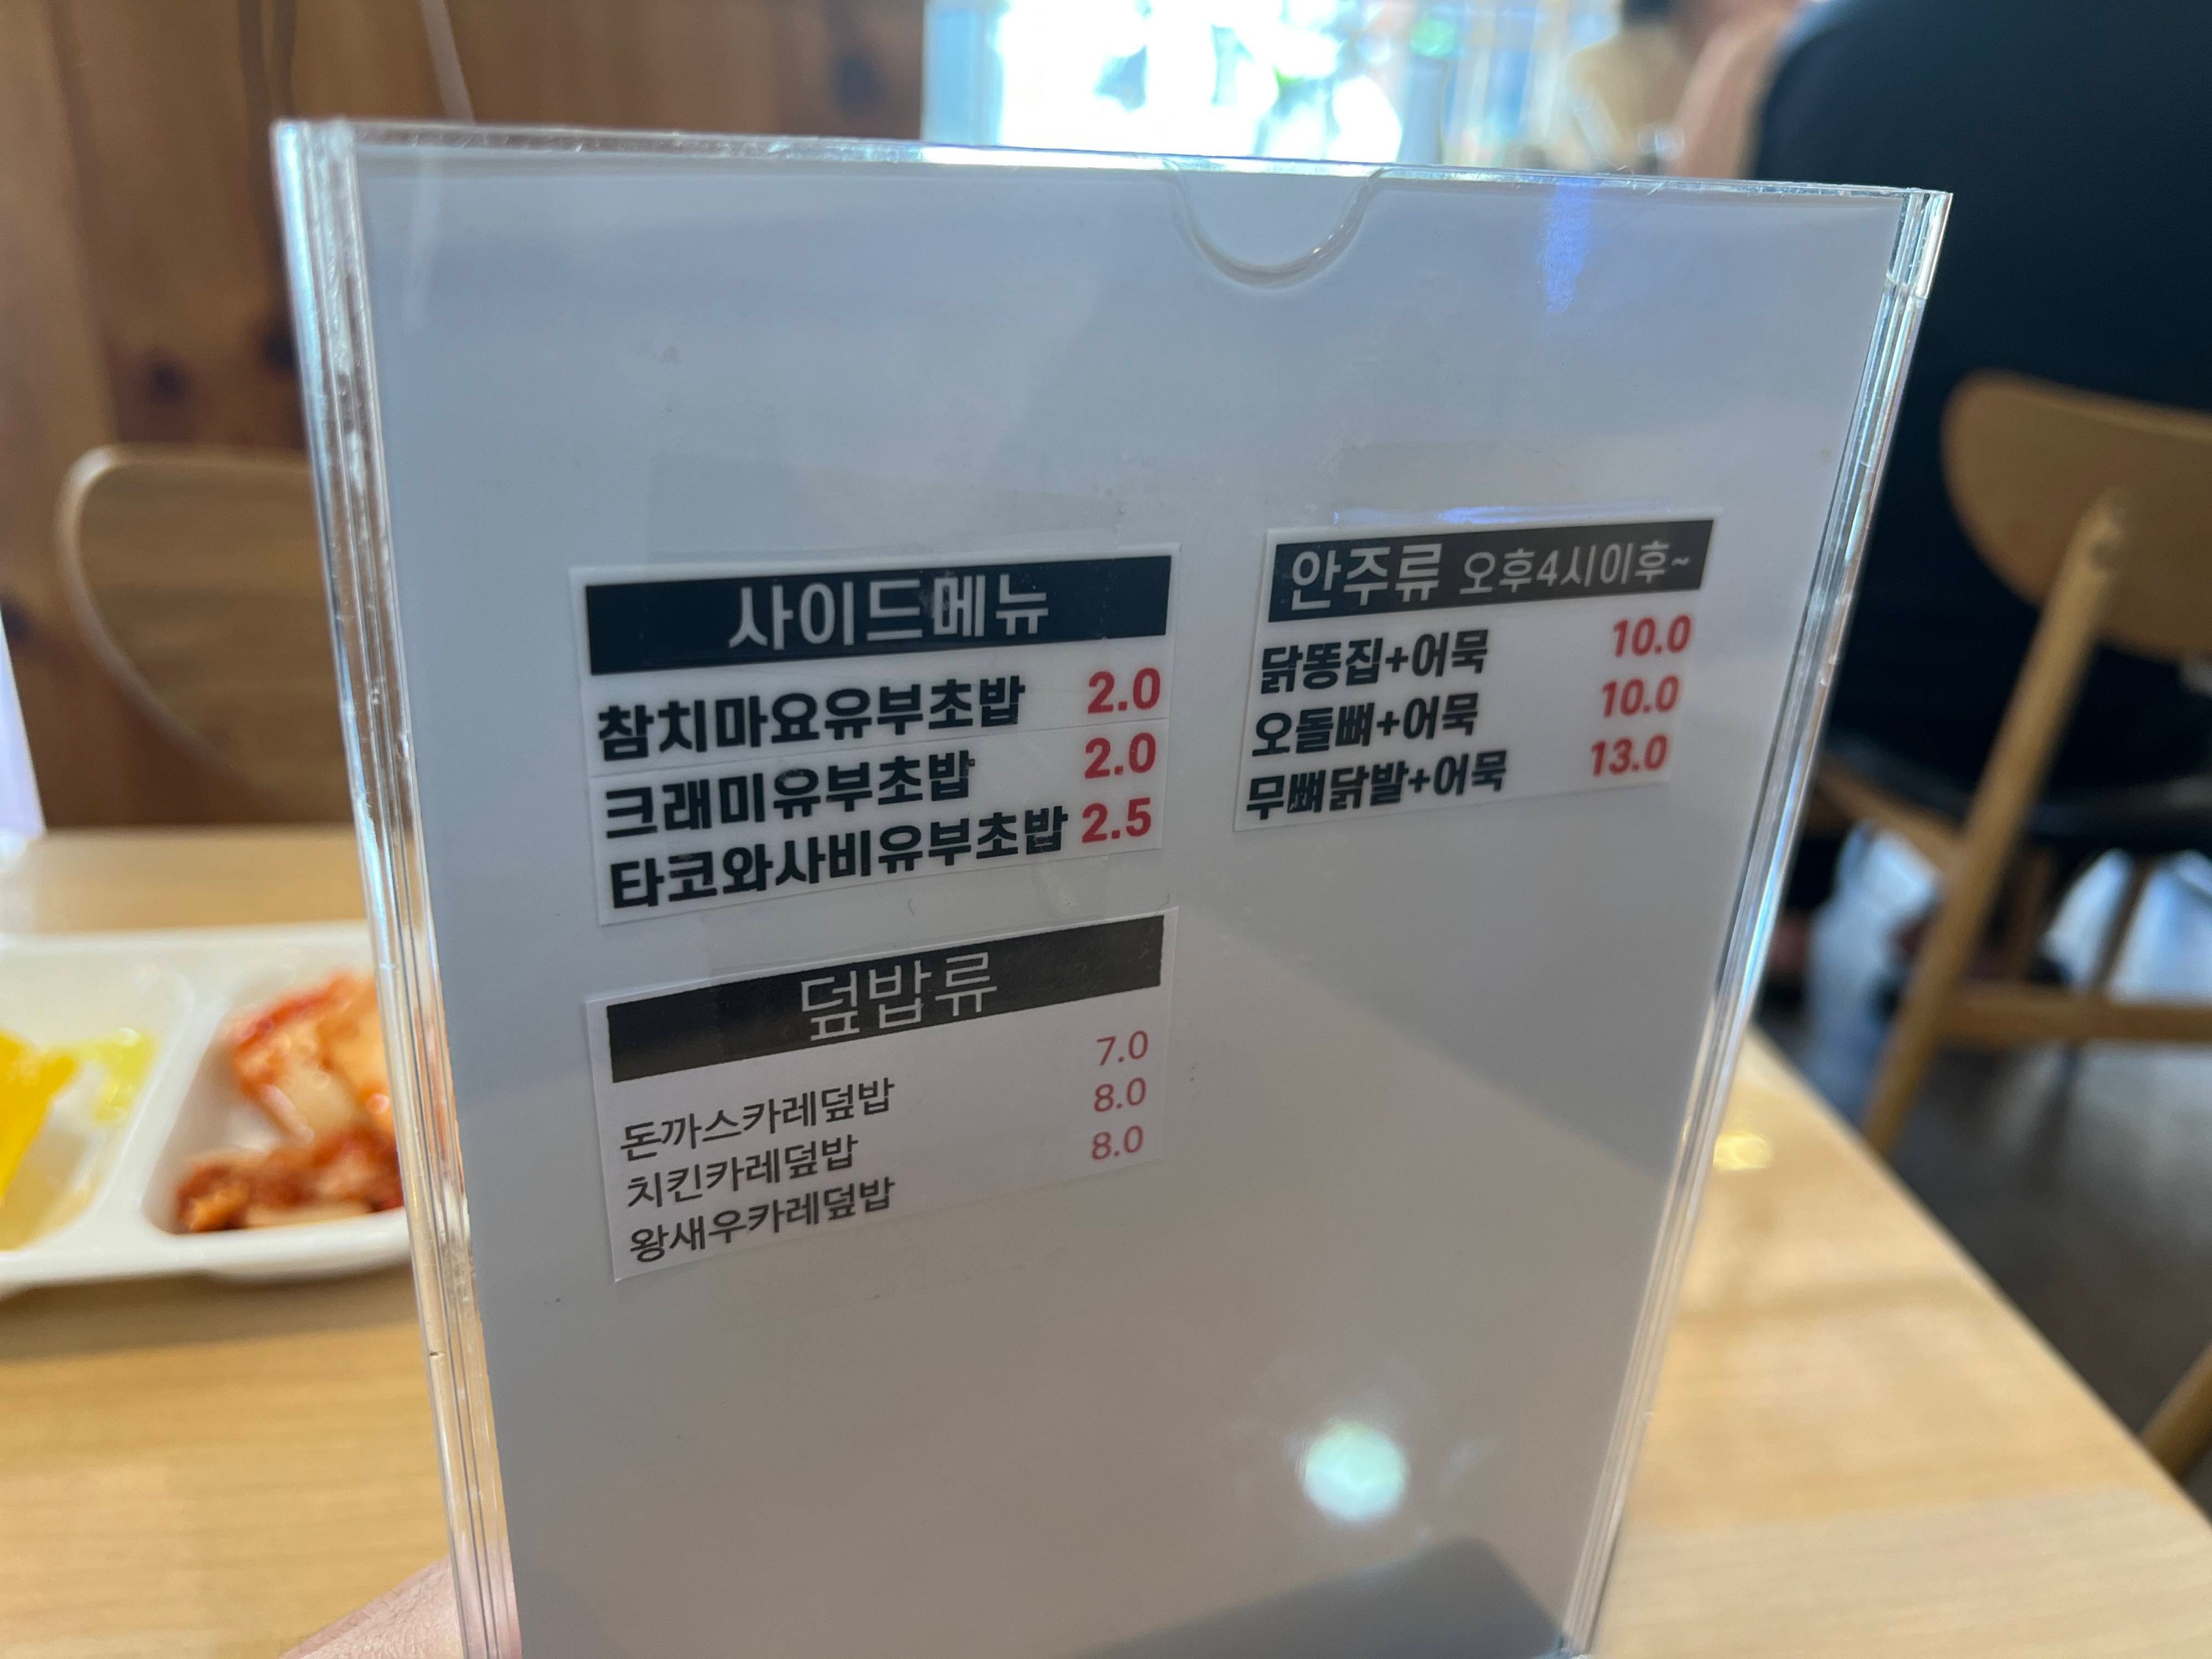 사이드메뉴
참치마요유부초밥 2.0
크래미유부초밥 2.0
타코와사비유부초밥 2.5
덮밥류
돈까스카레덮밥 7.0
치킨카레덮밥 8.0
왕새우카레덮밥 8.0
안주류 오후4시이후~
닭똥집+어묵 10.0
오돌뼈+어묵 10.0
무뼈닭발+어묵 13.0